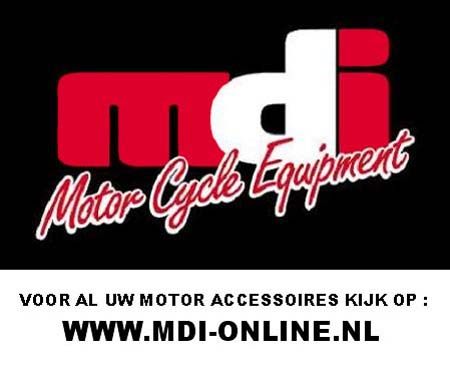 mdi
Motor Cycle Equipment
VOOR AL UW MOTOR ACCESSOIRES KIJK OP :
WWW.MDI-ONLINE.NL